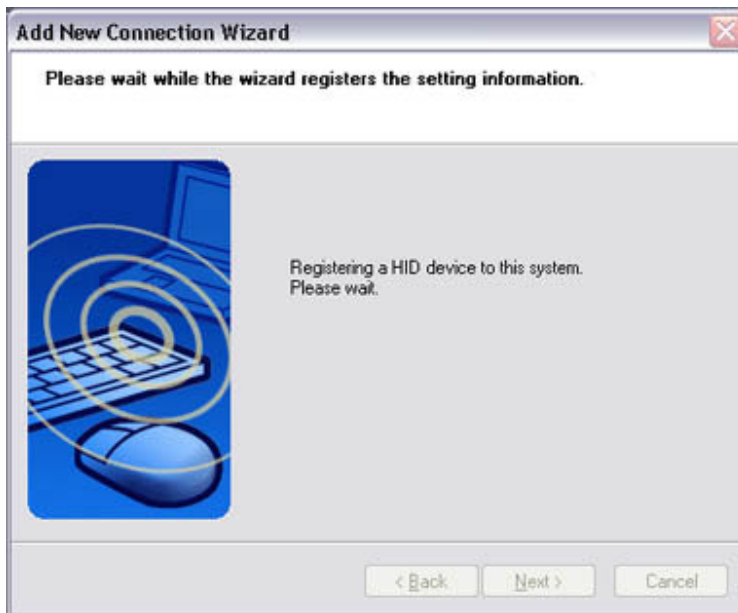 Add New Connection Wizard
Please wait while the wizard registers the setting information.
Registering a HID device to this system.
Please wait.
< Back
Next >
Cancel